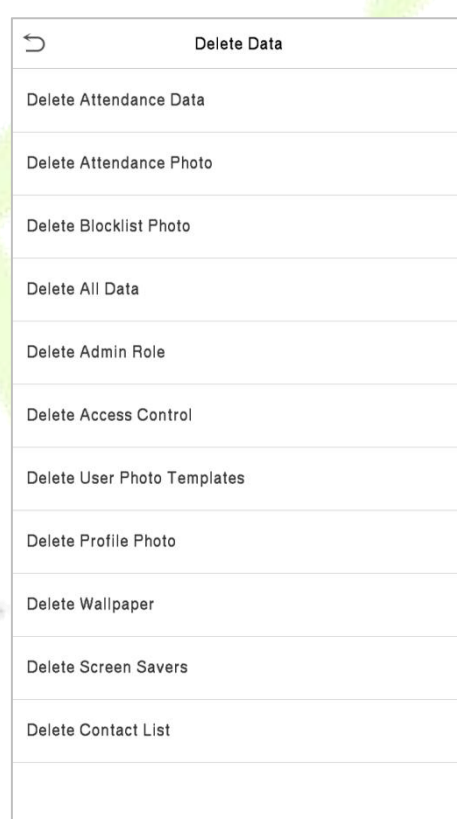 Delete Data
Delete Attendance Data
Delete Attendance Photo
Delete Blocklist Photo
Delete All Data
Delete Admin Role
Delete Access Control
Delete User Photo Templates
Delete Profile Photo
Delete Wallpaper
Delete Screen Savers
Delete Contact List